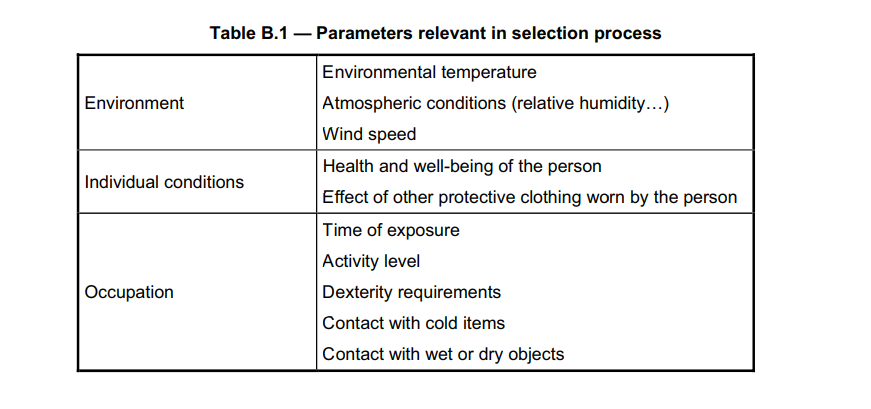 Table B.1 — Parameters relevant in selection process
Environment
Environmental temperature
Atmospheric conditions (relative humidity…)
Wind speed
Individual conditions
Health and well-being of the person
Effect of other protective clothing worn by the person
Occupation
Time of exposure
Activity level
Dexterity requirements
Contact with cold items
Contact with wet or dry objects